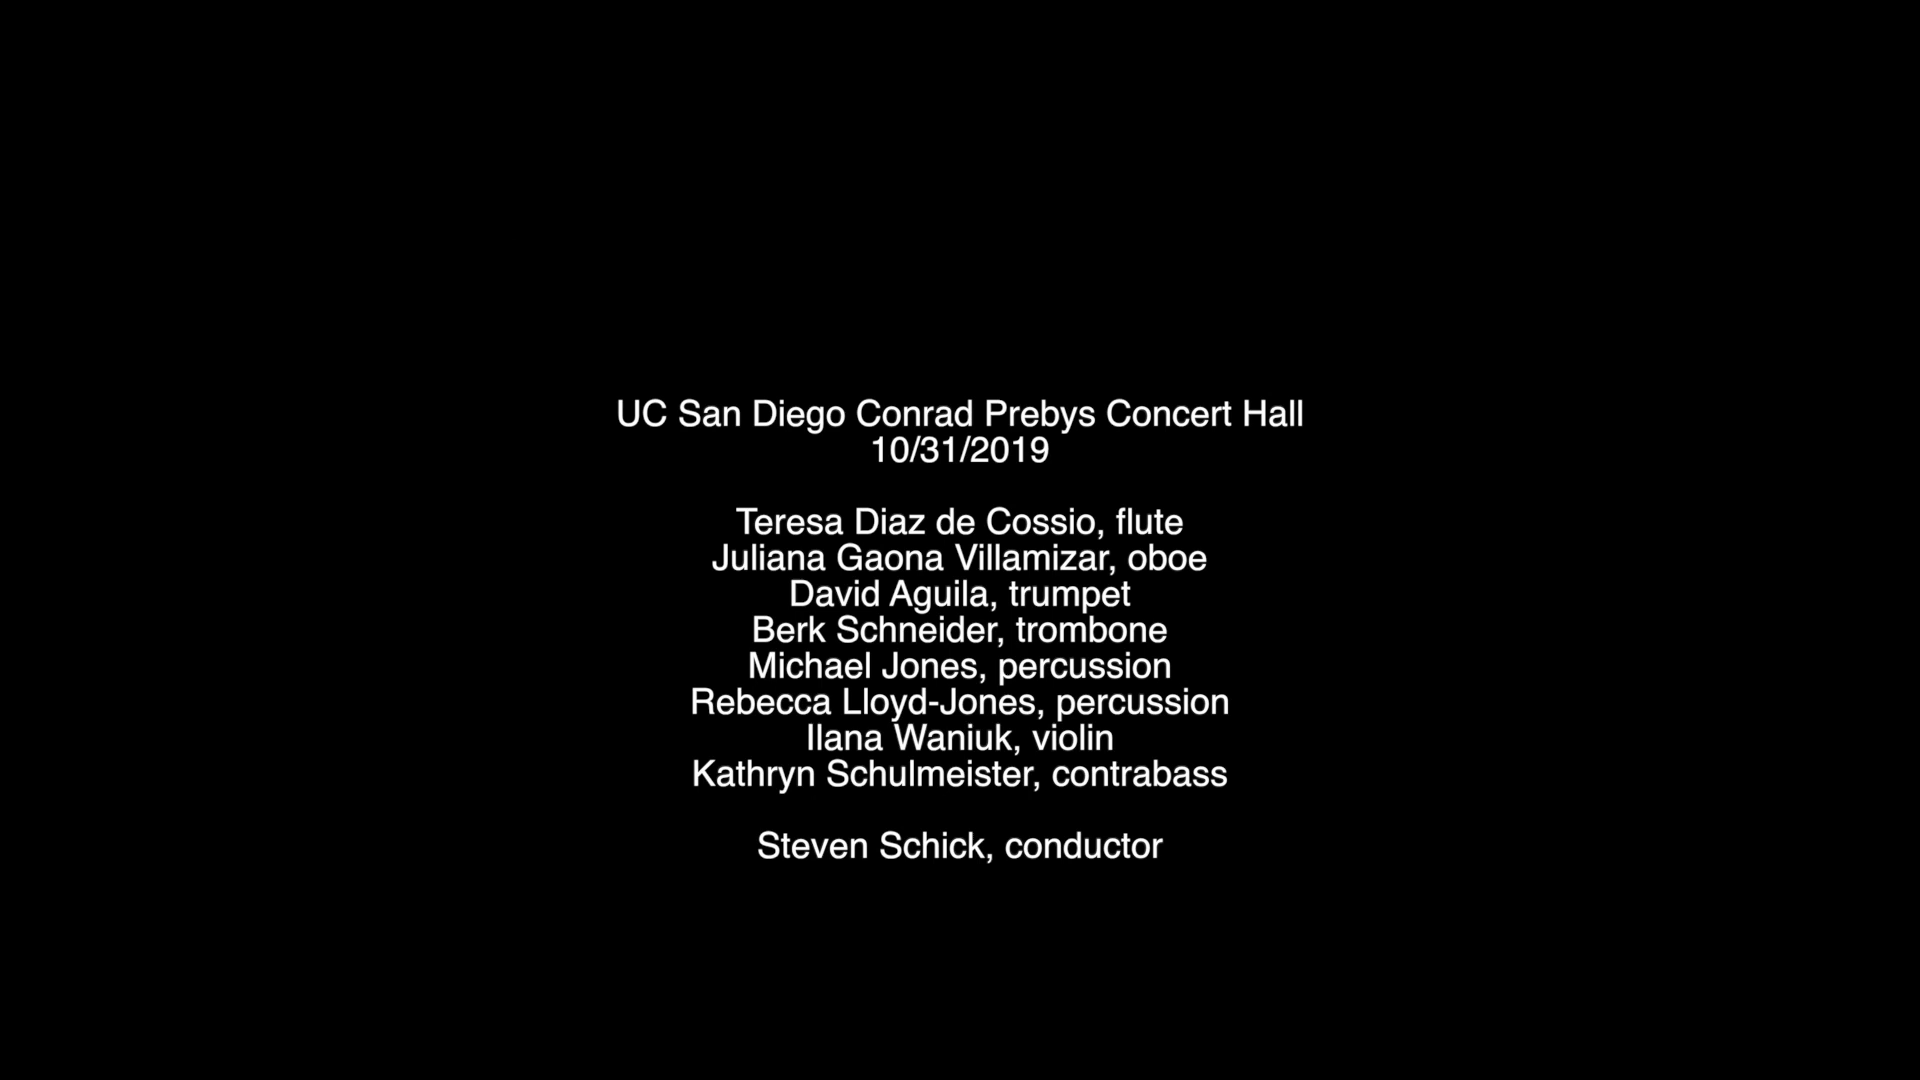 UC San Diego Conrad Prebys Concert Hall
10/31/2019
Teresa Diaz de Cossio, flute
Juliana Gaona Villamizar, oboe
David Aguila, trumpet
Berk Schneider, trombone
Michael Jones, percussion
Rebecca Lloyd-Jones, percussion
Ilana Waniuk, violin
Kathryn Schulmeister, contrabass
Steven Schick, conductor